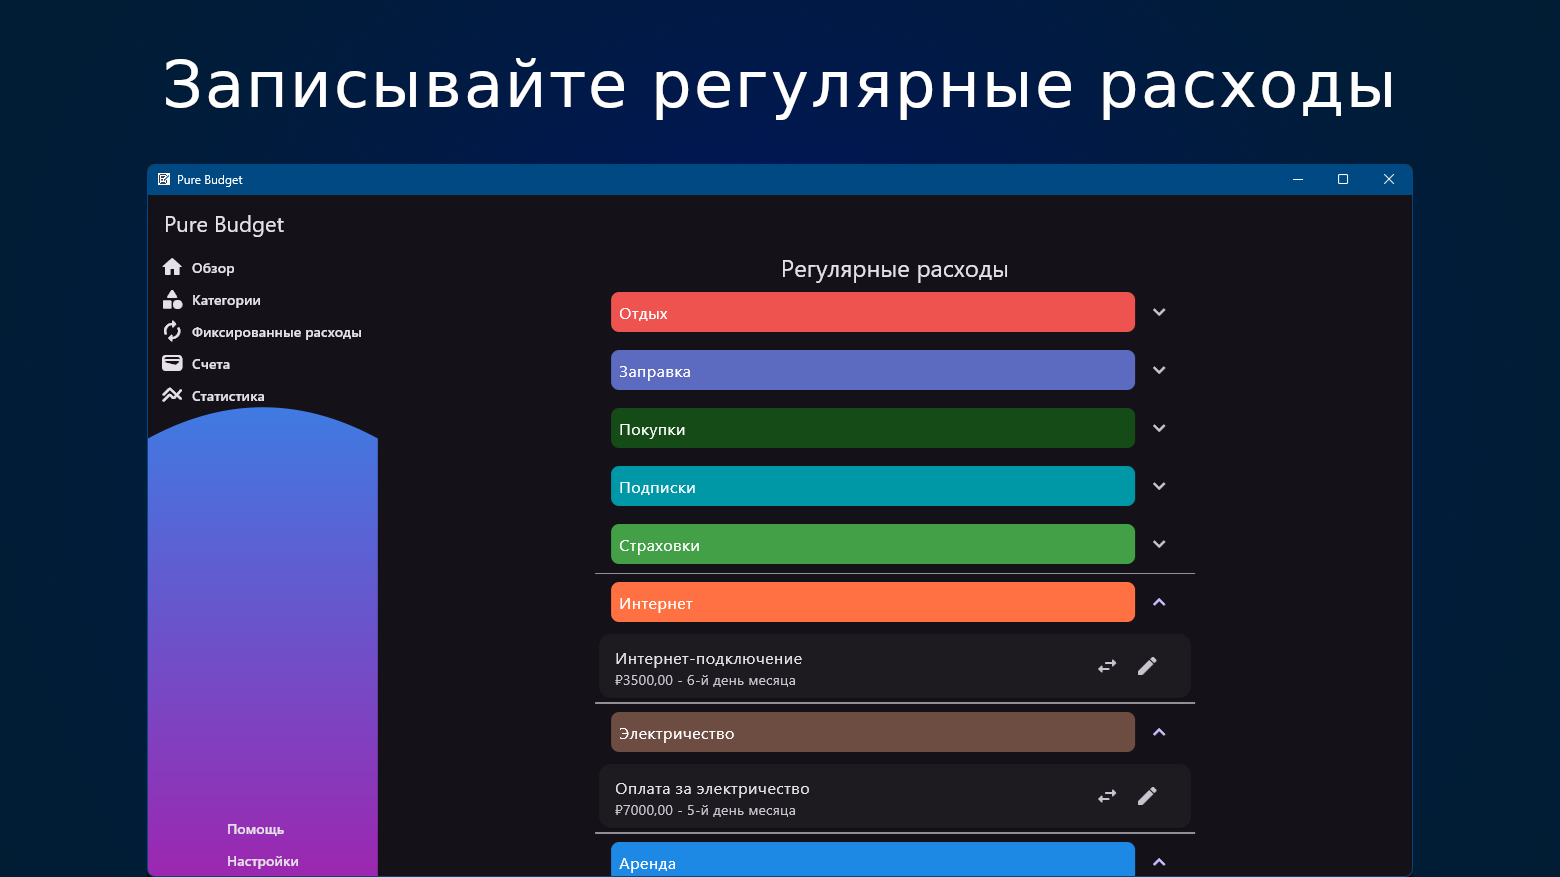 Записывайте регулярные расходы
Pure Budget
Pure Budget
Обзор
Категории
Фиксированные расходы
Счета
Статистика
Помощь
Настройки
Регулярные расходы
Отдых
Заправка
Покупки
Подписки
Страховки
Интернет
Интернет-подключение
₽3500,00 - 6-й день месяца
Электричество
Оплата за электричество
₽7000,00 - 5-й день месяца
Аренда